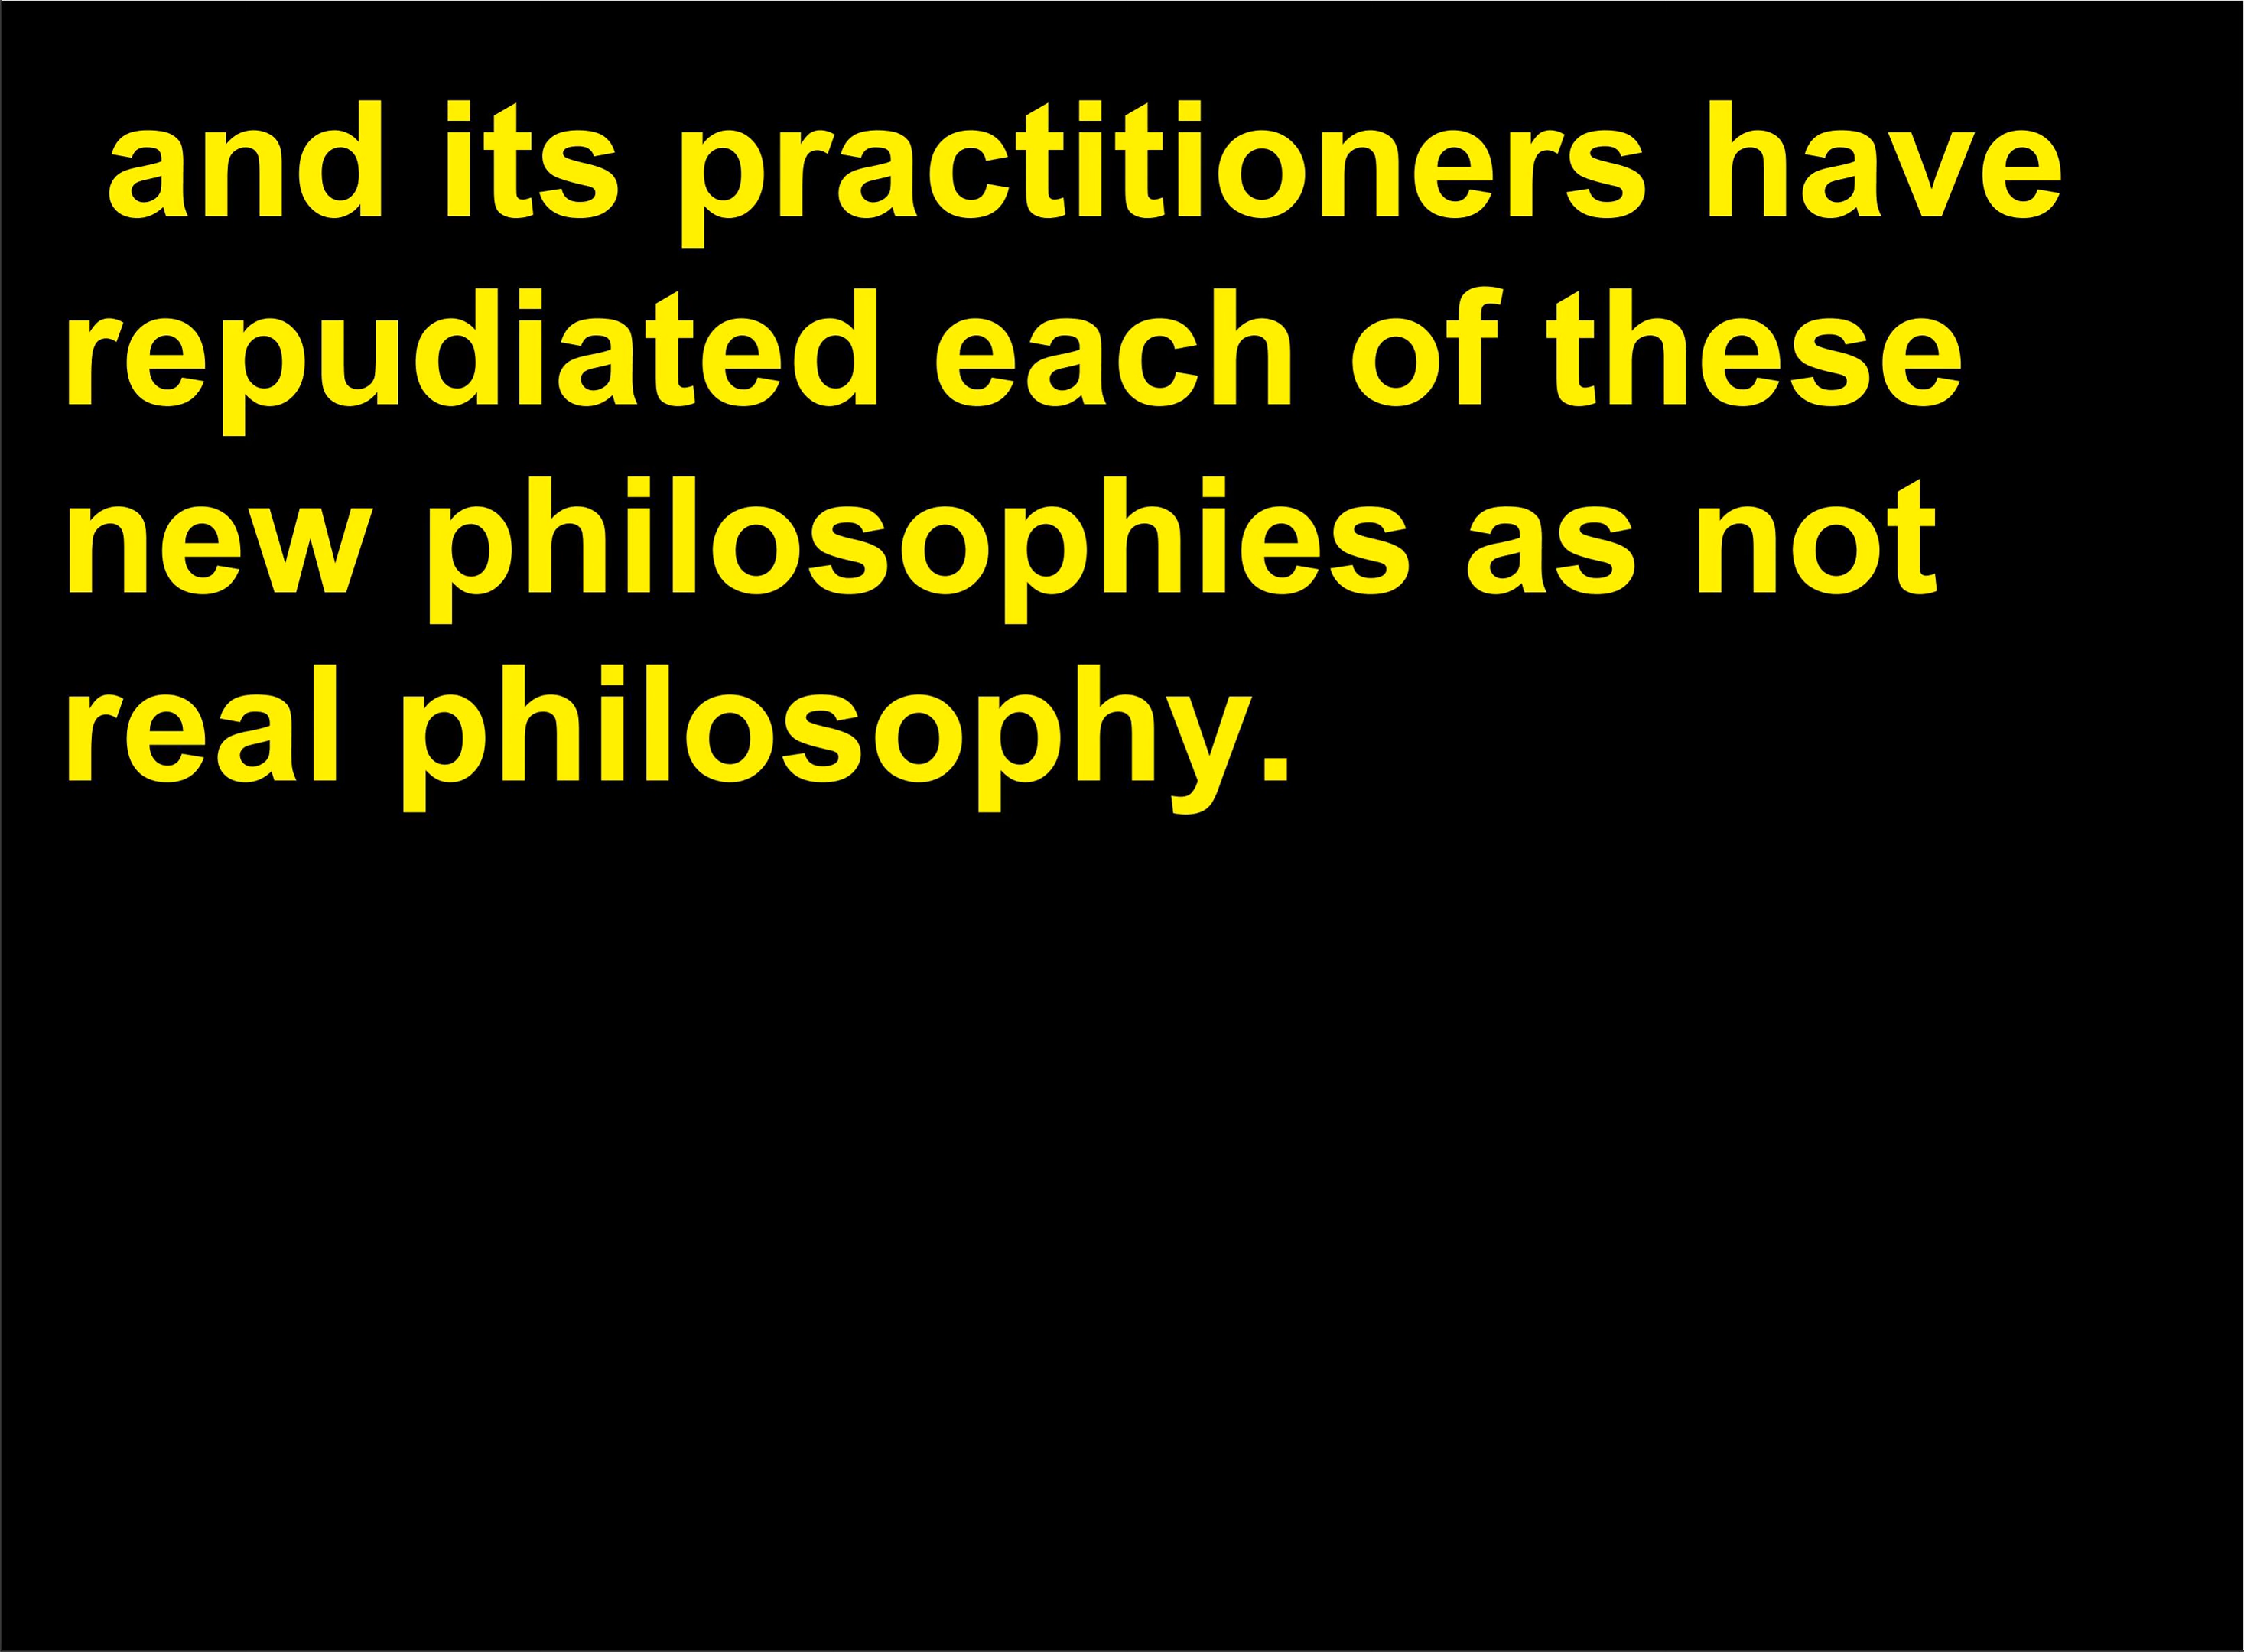 and its practitioners have
repudiated each of these
new philosophies as not
real philosophy.